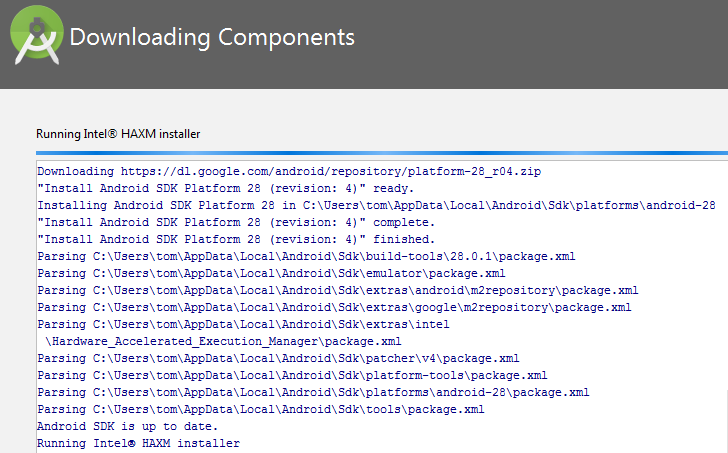 Downloading Components
Running Intel® HAXM installer
Downloading https://dl.google.com/android/repository/platform-28_r04.zip
"Install Android SDK Platform 28 (revision: 4)" ready.
Installing Android SDK Platform 28 in C:\Users\tom\AppData\Local\Android\Sdk\platforms\android-28
"Install Android SDK Platform 28 (revision: 4)" complete.
"Install Android SDK Platform 28 (revision: 4)" finished.
Parsing C:\Users\tom\AppData\Local\Android\Sdk\build-tools\28.0.1\package.xml
Parsing C:\Users\tom\AppData\Local\Android\Sdk\emulator\package.xml
Parsing C:\Users\tom\AppData\Local\Android\Sdk\extras\android\m2repository\package.xml
Parsing C:\Users\tom\AppData\Local\Android\Sdk\extras\google\m2repository\package.xml
Parsing C:\Users\tom\AppData\Local\Android\Sdk\extras\intel
\Hardware_Accelerated_Execution_Manager\package.xml
Parsing C:\Users\tom\AppData\Local\Android\Sdk\patcher\v4\package.xml
Parsing C:\Users\tom\AppData\Local\Android\Sdk\platform-tools\package.xml
Parsing C:\Users\tom\AppData\Local\Android\Sdk\platforms\android-28\package.xml
Parsing C:\Users\tom\AppData\Local\Android\Sdk\tools\package.xml
Android SDK is up to date.
Running Intel® HAXM installer